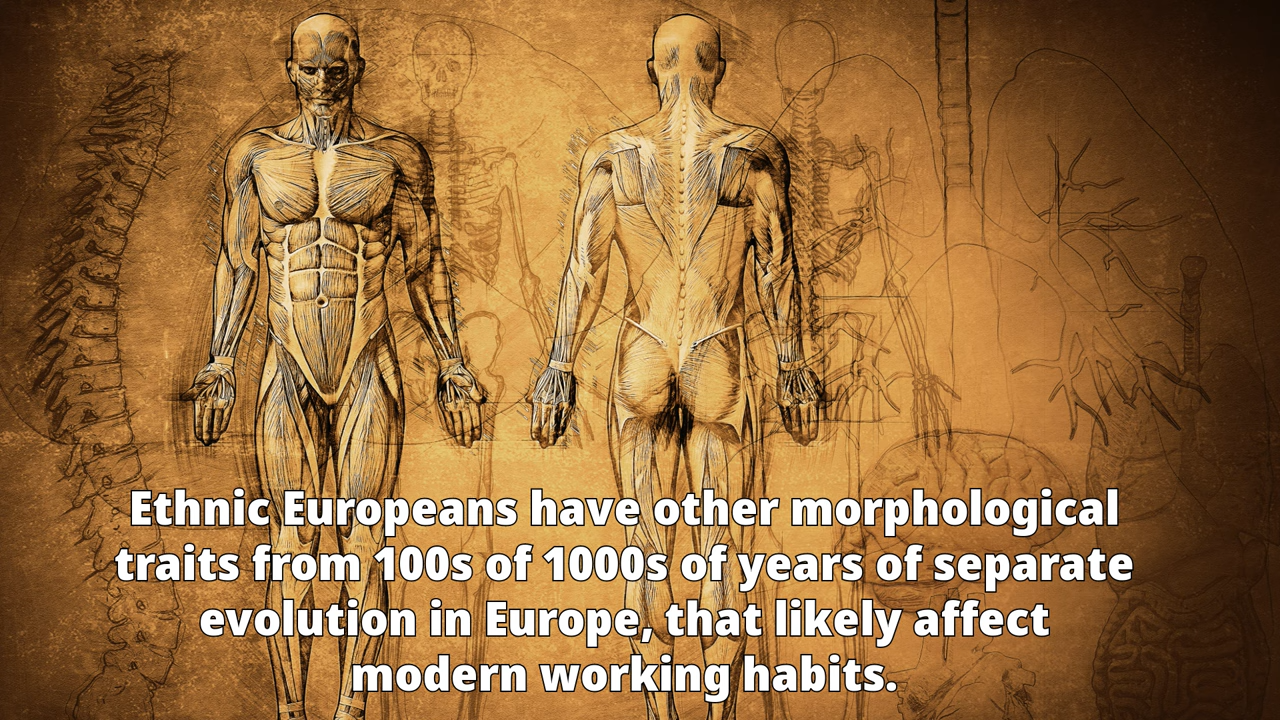 Ethnic Europeans have other morphological
traits from 100s of 1000s of years of separate
evolution in Europe, that likely affect
modern working habits.